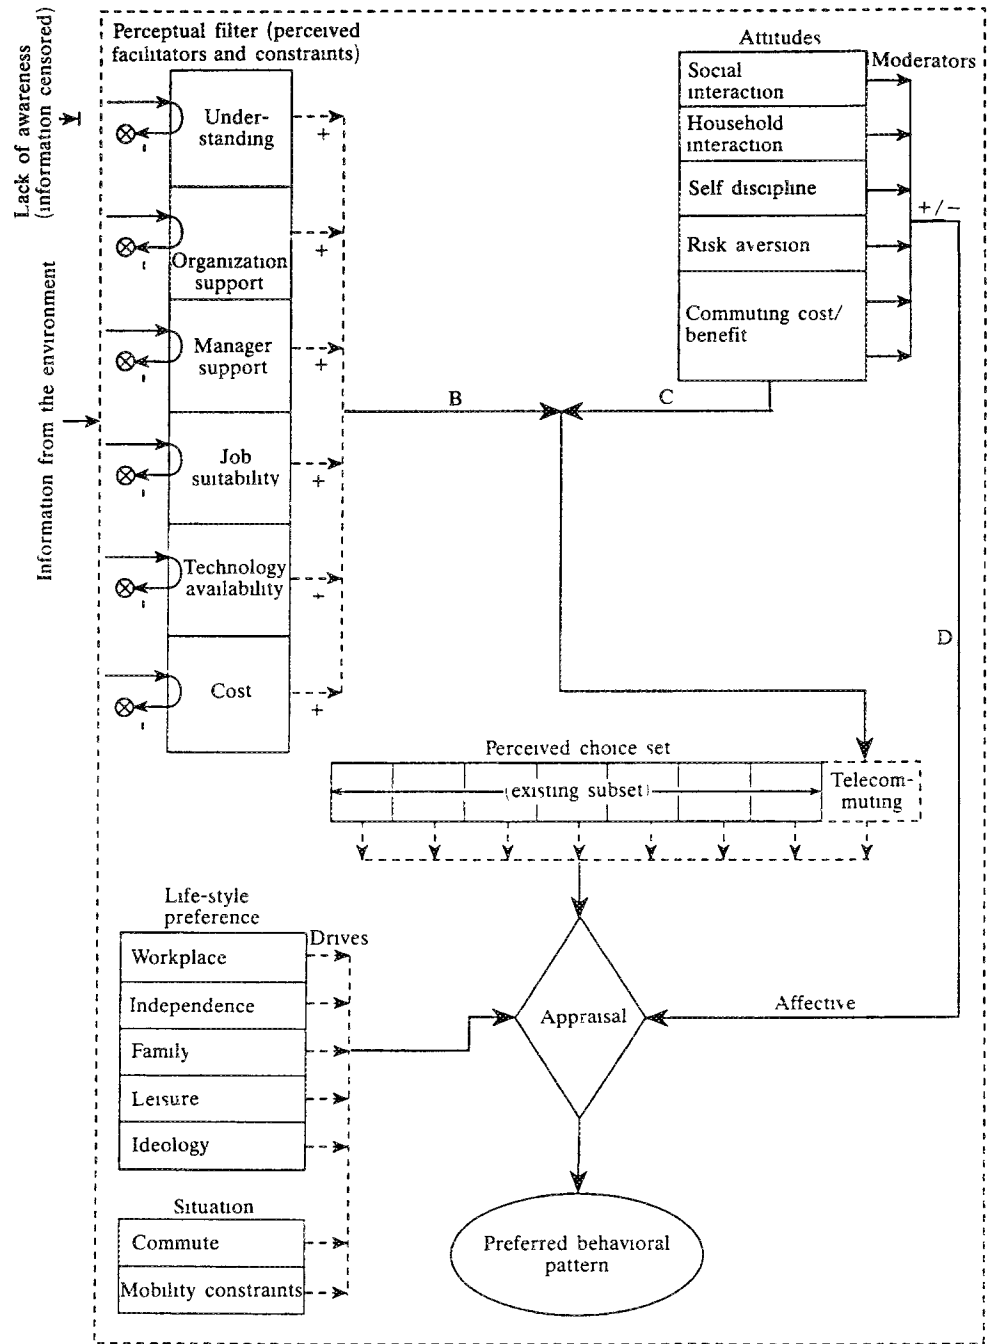 Perceptual filter (perceived
facilitators and constraints)
Lack of awareness
(information censored)
Information from the environment
Under-
standing
+
-
Organization
support
+
-
Manager
support
+
-
Job
suitability
+
-
Technology
availability
+
-
Cost
+
-
Attitudes
Moderators
Social
interaction
Household
interaction
Self discipline
Risk aversion
Commuting cost/
benefit
+/-
B
C
D
Perceived choice set
(existing subset)
Telecom-
muting
Life-style
preference
Drives
Workplace
Independence
Family
Leisure
Ideology
Appraisal
Affective
Situation
Commute
Mobility constraints
Preferred behavioral
pattern